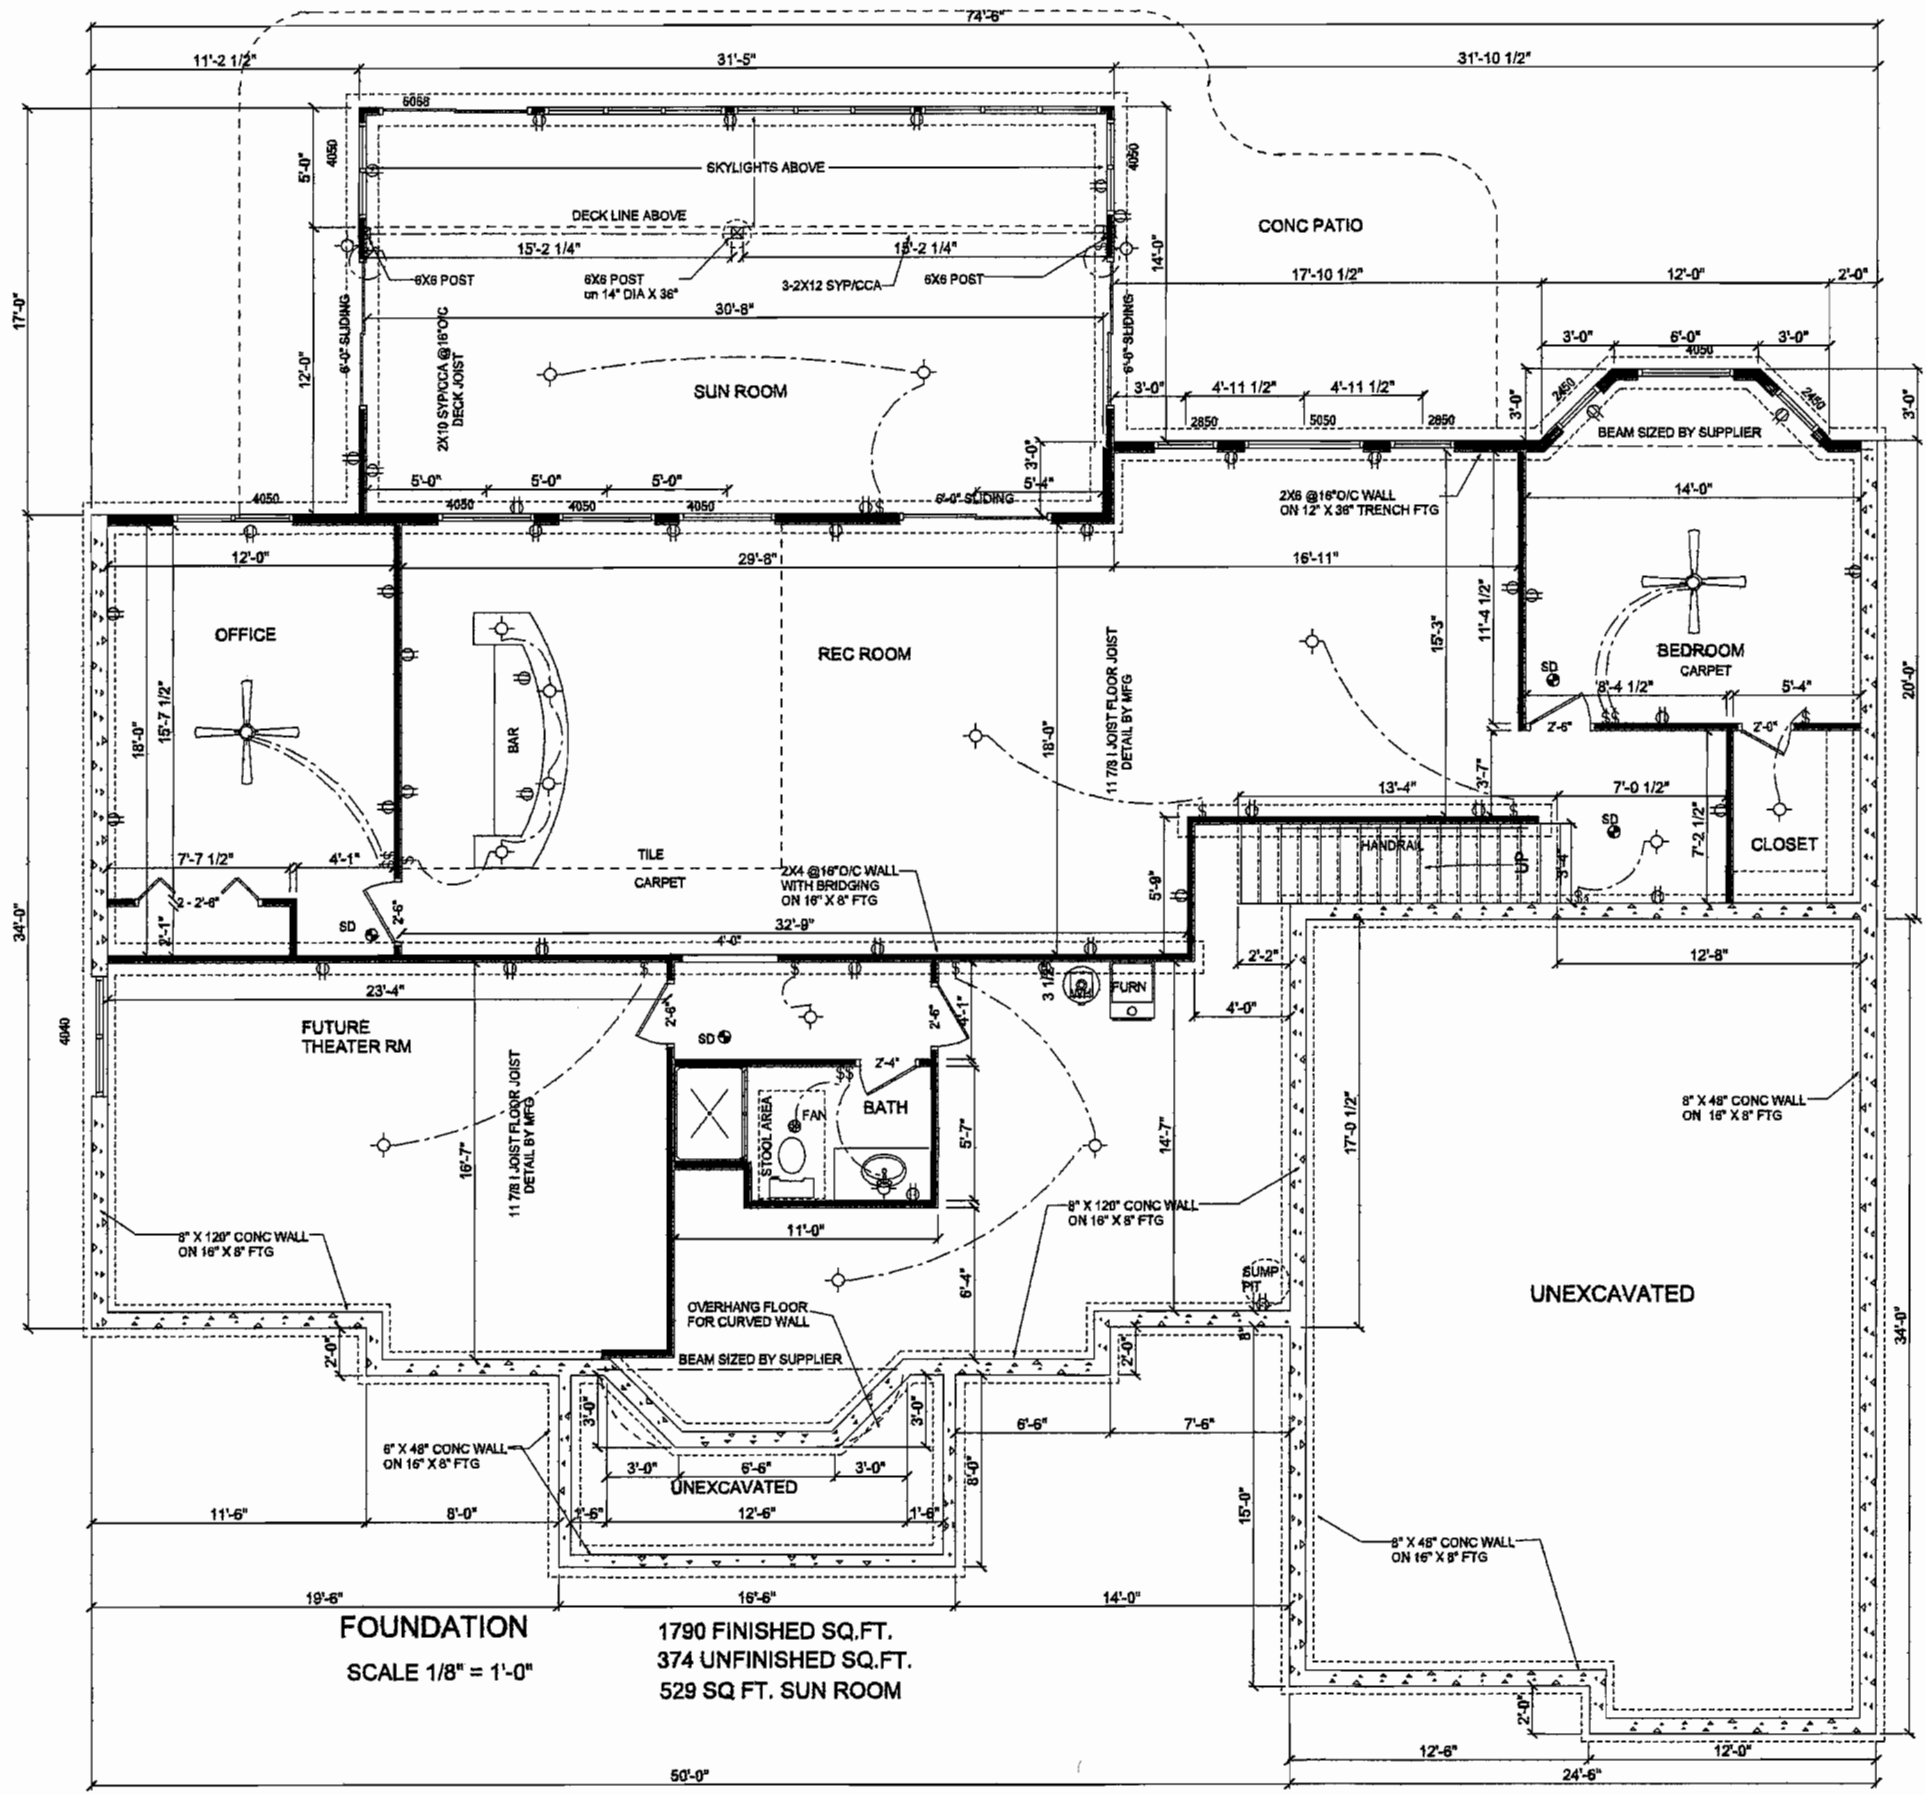 74'-6"
11'-2 1/2"
31'-5"
31'-10 1/2"
6068
5'-0"
4050
SKYLIGHTS ABOVE
4050
DECK LINE ABOVE
15'-2 1/4"
15'-2 1/4"
14'-0"
CONC PATIO
6X6 POST
6X6 POST
un 14" DIA X 36"
3-2X12 SYP/CCA
6X6 POST
17'-10 1/2"
12'-0"
2'-0"
17'-0"
12'-0"
6'-0" SLIDING
2X10 SYP/CCA @16"O/C
DECK JOIST
30'-8"
6'-0" SLIDING
SUN ROOM
3'-0"
6'-0"
3'-0"
4050
3'-0"
4'-11 1/2"
4'-11 1/2"
2850
5050
2850
3'-0"
2450
2450
3'-0"
BEAM SIZED BY SUPPLIER
5'-0"
5'-0"
5'-0"
3'-0"
5'-4"
6'-0" SLIDING
4050
4050
4050
4050
2X6 @16"O/C WALL
ON 12" X 36" TRENCH FTG
14'-0"
12'-0"
29'-8"
16'-11"
OFFICE
REC ROOM
BEDROOM
CARPET
18'-0"
15'-7 1/2"
BAR
18'-0"
11 7/8 I JOIST FLOOR JOIST
DETAIL BY MFG
15'-3"
11'-4 1/2"
SD
8'-4 1/2"
5'-4"
2'-6"
2'-0"
20'-0"
34'-0"
3'-7"
13'-4"
7'-0 1/2"
SD
7'-2 1/2"
CLOSET
HANDRAIL
UP
3'-4"
7'-7 1/2"
4'-1"
TILE
CARPET
2X4 @16"O/C WALL
WITH BRIDGING
ON 16" X 8" FTG
5'-9"
2 - 2'-6"
2'-1"
SD
2'-6"
32'-9"
4'-0"
2'-2"
12'-8"
4'-0"
23'-4"
4040
FUTURE
THEATER RM
2'-6"
SD
2'-6"
4'-1"
3 1/2"
WH
FURN
2'-4"
11 7/8 I JOIST FLOOR JOIST
DETAIL BY MFG
16'-7"
STOOL AREA
FAN
BATH
5'-7"
14'-7"
17'-0 1/2"
8" X 48" CONC WALL
ON 16" X 8" FTG
8" X 120" CONC WALL
ON 16" X 8" FTG
11'-0"
8" X 120" CONC WALL
ON 16" X 8" FTG
6'-4"
SUMP
PIT
UNEXCAVATED
34'-0"
OVERHANG FLOOR
FOR CURVED WALL
BEAM SIZED BY SUPPLIER
2'-0"
2'-0"
8"
3'-0"
3'-0"
6" X 48" CONC WALL
ON 16" X 8" FTG
8'-0"
6'-6"
7'-6"
3'-0"
6'-6"
3'-0"
UNEXCAVATED
11'-6"
8'-0"
1'-6"
12'-6"
1'-6"
15'-0"
8" X 48" CONC WALL
ON 16" X 8" FTG
19'-6"
16'-6"
14'-0"
FOUNDATION
SCALE 1/8" = 1'-0"
1790 FINISHED SQ.FT.
374 UNFINISHED SQ.FT.
529 SQ FT. SUN ROOM
2'-0"
12'-6"
12'-0"
50'-0"
24'-6"